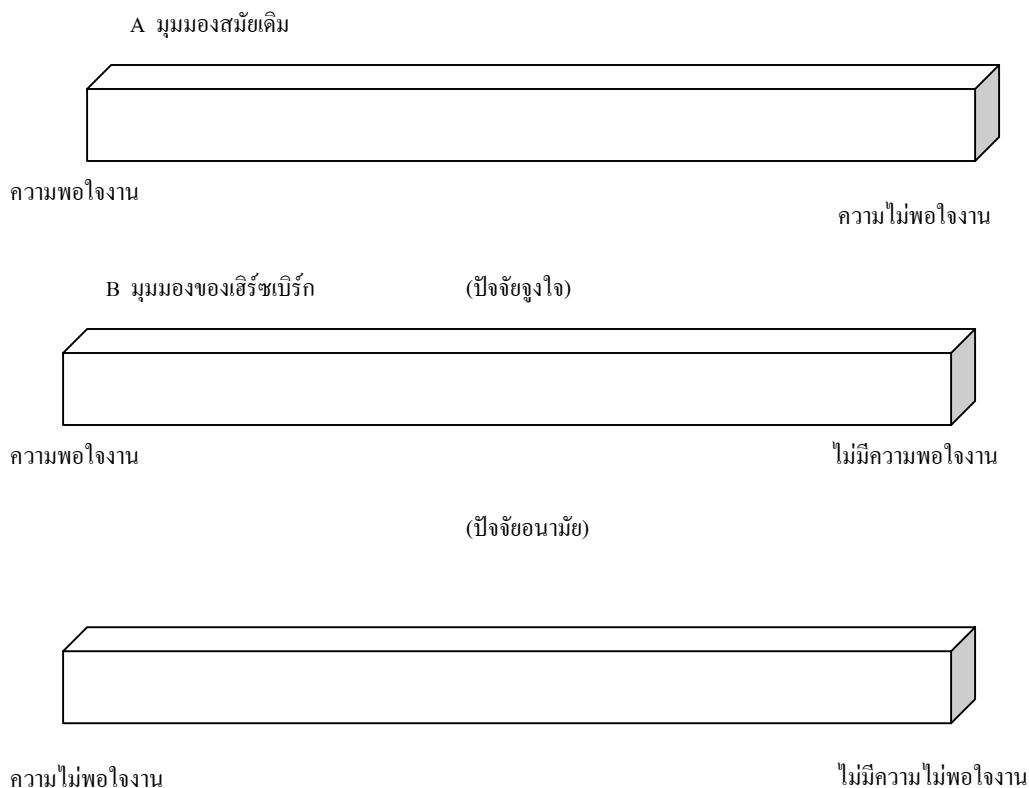 A มุมมองสมัยเดิม
ความพอใจงาน
ความไม่พอใจงาน
B มุมมองของเฮิร์ซเบิร์ก (ปัจจัยจูงใจ)
ความพอใจงาน ไม่มีความพอใจงาน
(ปัจจัยอนามัย)
ความไม่พอใจงาน ไม่มีความไม่พอใจงาน